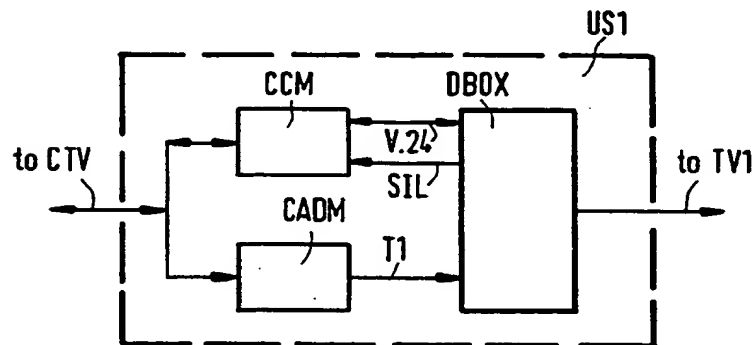 US1
CCM
DBOX
V.24
to CTV
to TV1
SIL
CADM
T1